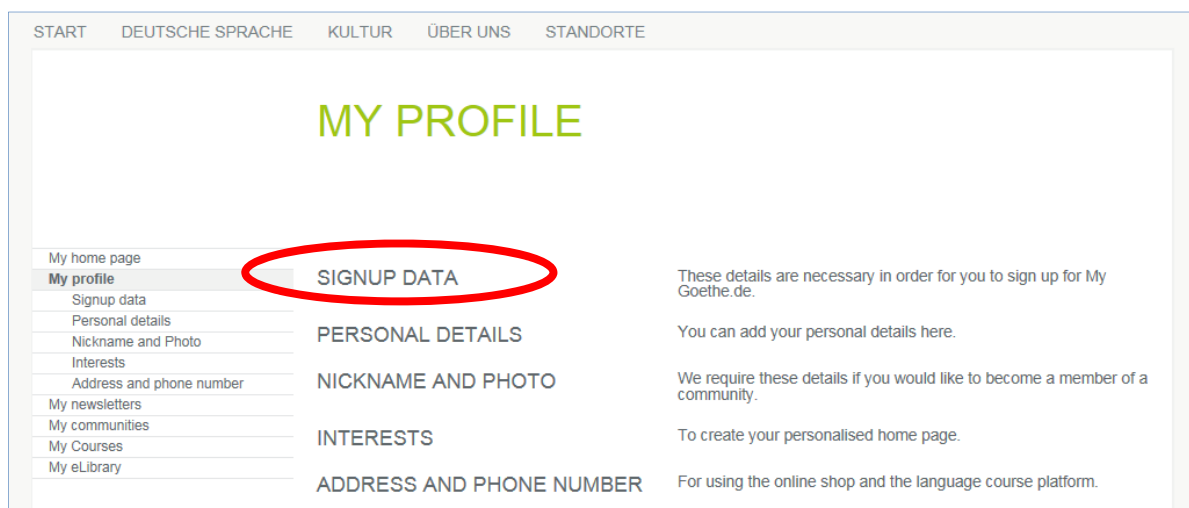 START DEUTSCHE SPRACHE KULTUR ÜBER UNS STANDORTE
MY PROFILE
My home page
My profile
Signup data
Personal details
Nickname and Photo
Interests
Address and phone number
My newsletters
My communities
My Courses
My eLibrary
SIGNUP DATA
These details are necessary in order for you to sign up for My
Goethe.de.
PERSONAL DETAILS
You can add your personal details here.
NICKNAME AND PHOTO
We require these details if you would like to become a member of a
community.
INTERESTS
To create your personalised home page.
ADDRESS AND PHONE NUMBER
For using the online shop and the language course platform.